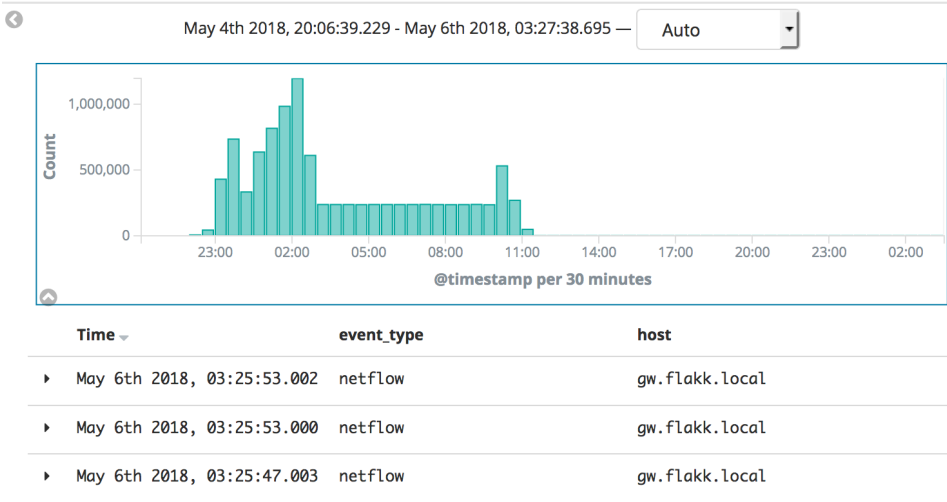 May 4th 2018, 20:06:39.229 - May 6th 2018, 03:27:38.695 — Auto
1,000,000
500,000
0
Count
23:00 02:00 05:00 08:00 11:00 14:00 17:00 20:00 23:00 02:00
@timestamp per 30 minutes
Time event_type host
May 6th 2018, 03:25:53.002 netflow gw.flakk.local
May 6th 2018, 03:25:53.000 netflow gw.flakk.local
May 6th 2018, 03:25:47.003 netflow gw.flakk.local